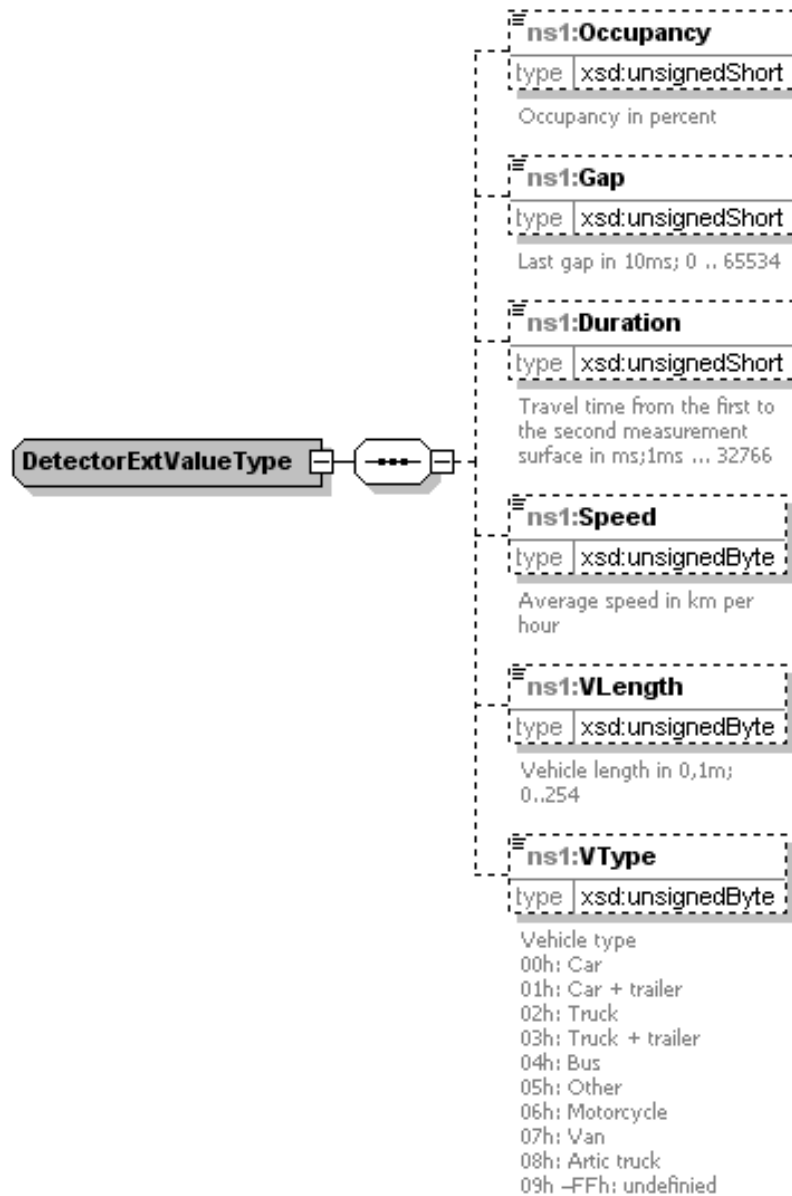 ns1:Occupancy
type xsd:unsignedShort
Occupancy in percent
ns1:Gap
type xsd:unsignedShort
Last gap in 10ms; 0 .. 65534
ns1:Duration
type xsd:unsignedShort
Travel time from the first to
the second measurement
surface in ms;1ms ... 32766
DetectorExtValueType
ns1:Speed
type xsd:unsignedByte
Average speed in km per
hour
ns1:VLength
type xsd:unsignedByte
Vehicle length in 0,1m;
0..254
ns1:VType
type xsd:unsignedByte
Vehicle type
00h: Car
01h: Car + trailer
02h: Truck
03h: Truck + trailer
04h: Bus
05h: Other
06h: Motorcycle
07h: Van
08h: Artic truck
09h –FFh: undefinied